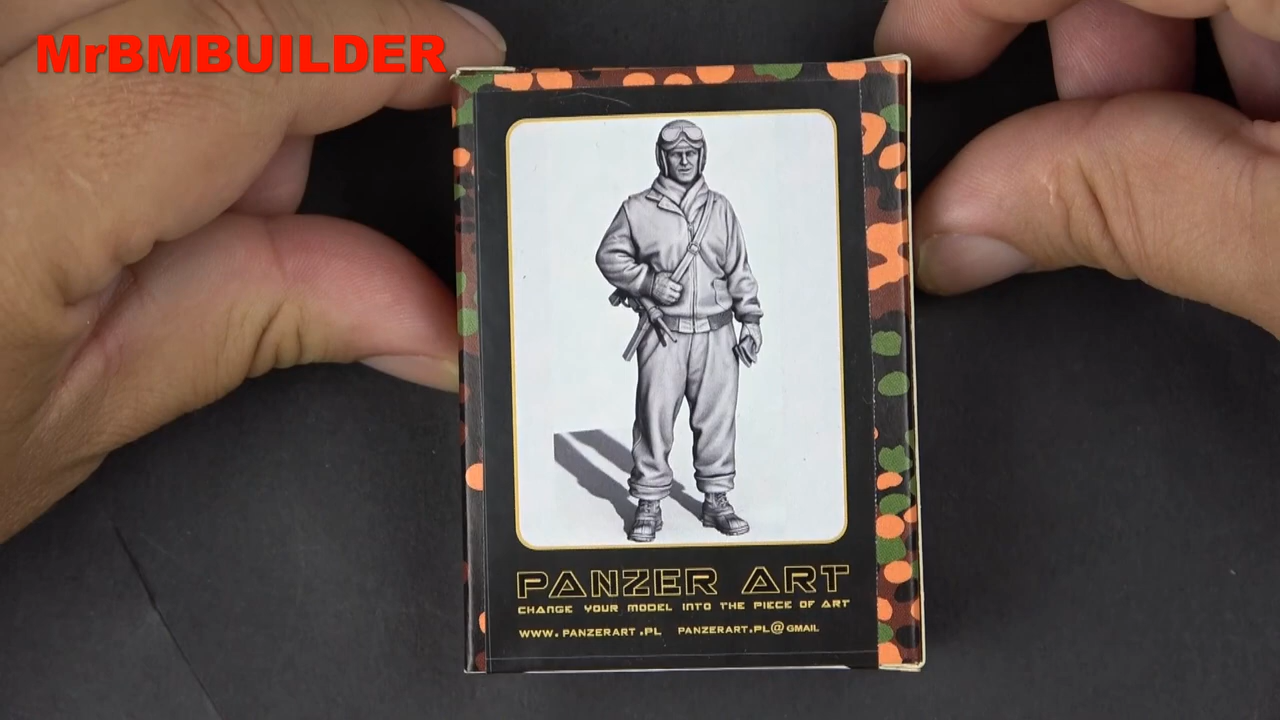 MrBMBUILDER
PANZER ART
CHANGE YOUR MODEL INTO THE PIECE OF ART
WWW.PANZERART.PL PANZERART.PL@GMAIL